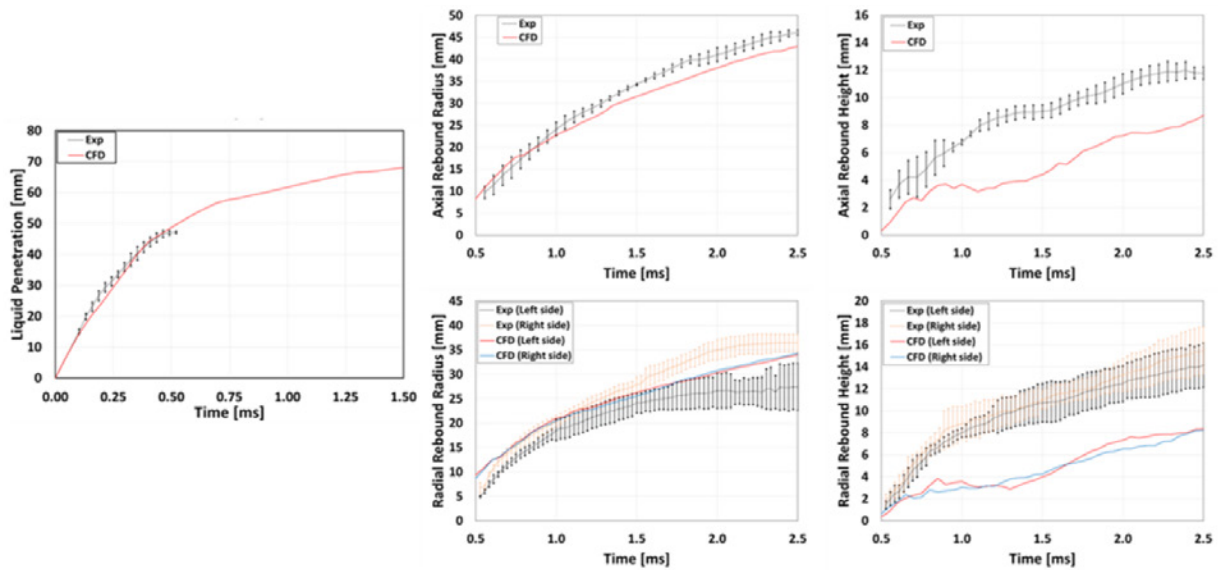 Exp
CFD
80
70
60
50
40
30
20
10
0
Liquid Penetration [mm]
0.00 0.25 0.50 0.75 1.00 1.25 1.50
Time [ms]
Exp
CFD
50
45
40
35
30
25
20
15
10
5
0
Axial Rebound Radius [mm]
0.5 1.0 1.5 2.0 2.5
Time [ms]
Exp
CFD
16
14
12
10
8
6
4
2
0
Axial Rebound Height [mm]
0.5 1.0 1.5 2.0 2.5
Time [ms]
Exp (Left side)
Exp (Right side)
CFD (Left side)
CFD (Right side)
45
40
35
30
25
20
15
10
5
0
Radial Rebound Radius [mm]
0.5 1.0 1.5 2.0 2.5
Time [ms]
Exp (Left side)
Exp (Right side)
CFD (Left side)
CFD (Right side)
20
18
16
14
12
10
8
6
4
2
0
Radial Rebound Height [mm]
0.5 1.0 1.5 2.0 2.5
Time [ms]